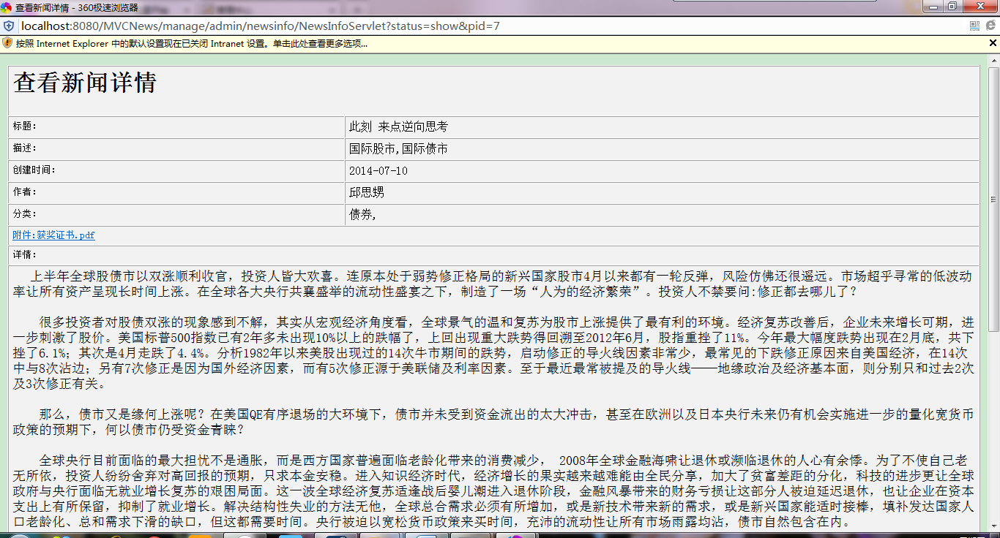 查看新闻详情 - 360极速浏览器
localhost:8080/MVCNews/manage/admin/newsinfo/NewsInfoServlet?status=show&pid=7
按照 Internet Explorer 中的默认设置现在已关闭 Intranet 设置。单击此处查看更多选项...
查看新闻详情
标题： 此刻 来点逆向思考
描述： 国际股市,国际债市
创建时间： 2014-07-10
作者： 邱思甥
分类： 债券,
附件:获奖证书.pdf
详情：
上半年全球股债市以双涨顺利收官，投资人皆大欢喜。连原本处于弱势修正格局的新兴国家股市4月以来都有一轮反弹，风险仿佛还很遥远。市场超乎寻常的低波动
率让所有资产呈现长时间上涨。在全球各大央行共襄盛举的流动性盛宴之下，制造了一场“人为的经济繁荣”。投资人不禁要问:修正都去哪儿了？
很多投资者对股债双涨的现象感到不解，其实从宏观经济角度看，全球景气的温和复苏为股市上涨提供了最有利的环境。经济复苏改善后，企业未来增长可期，进
一步刺激了股价。美国标普500指数已有2年多未出现10%以上的跌幅了，上回出现重大跌势得回溯至2012年6月，股指重挫了11%。今年最大幅度跌势出现在2月底，共下
挫了6.1%；其次是4月走跌了4.4%。分析1982年以来美股出现过的14次牛市期间的跌势，启动修正的导火线因素非常少，最常见的下跌修正原因来自美国经济，在14次
中与8次沾边；另有7次修正是因为国外经济因素，而有5次修正源于美联储及利率因素。至于最近最常被提及的导火线——地缘政治及经济基本面，则分别只和过去2次
及3次修正有关。
那么，债市又是缘何上涨呢？在美国QE有序退场的大环境下，债市并未受到资金流出的太大冲击，甚至在欧洲以及日本央行未来仍有机会实施进一步的量化宽货币
政策的预期下，何以债市仍受资金青睐？
全球央行目前面临的最大担忧不是通胀，而是西方国家普遍面临老龄化带来的消费减少， 2008年全球金融海啸让退休或濒临退休的人心有余悸。为了不使自己老
无所依，投资人纷纷舍弃对高回报的预期，只求本金安稳。进入知识经济时代，经济增长的果实越来越难能由全民分享，加大了贫富差距的分化，科技的进步更让全球
政府与央行面临无就业增长复苏的艰困局面。这一波全球经济复苏适逢战后婴儿潮进入退休阶段，金融风暴带来的财务亏损让这部分人被迫延迟退休，也让企业在资本
支出上有所保留，抑制了就业增长。解决结构性失业的方法无他，全球总合需求必须有所增加，或是新技术带来新的需求，或是新兴国家能适时接棒，填补发达国家人
口老龄化、总和需求下滑的缺口，但这都需要时间。央行被迫以宽松货币政策来买时间，充沛的流动性让所有市场雨露均沾，债市自然包含在内。